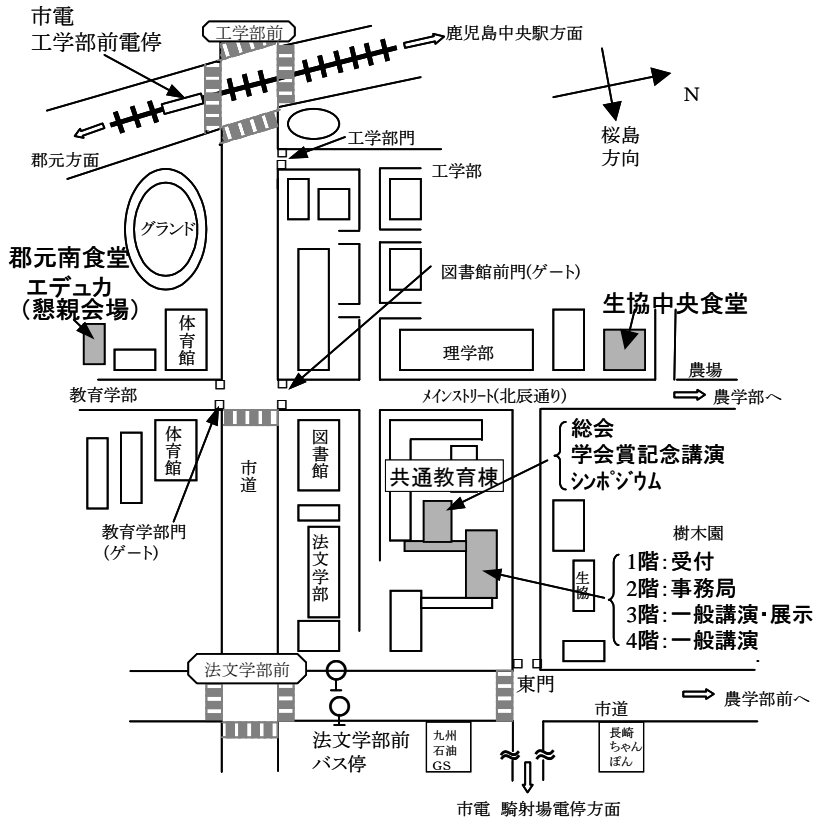 市電
工学部前電停
工学部前
鹿児島中央駅方面
N
桜島
方向
郡元方面
工学部門
工学部
グランド
郡元南食堂
エデュカ
(懇親会場)
図書館前門(ゲート)
生協中央食堂
体育館
理学部
農場
教育学部
メインストリート(北辰通り)
農学部へ
体育館
市道
図書館
共通教育棟
総会
学会賞記念講演
シンポジウム
教育学部門
(ゲート)
法文学部
樹木園
生協
1階:受付
2階:事務局
3階:一般講演・展示
4階:一般講演
法文学部前
東門
農学部前へ
市道
法文学部前
バス停
九州
石油
GS
長崎
ちゃん
ぽん
市電 騎射場電停方面